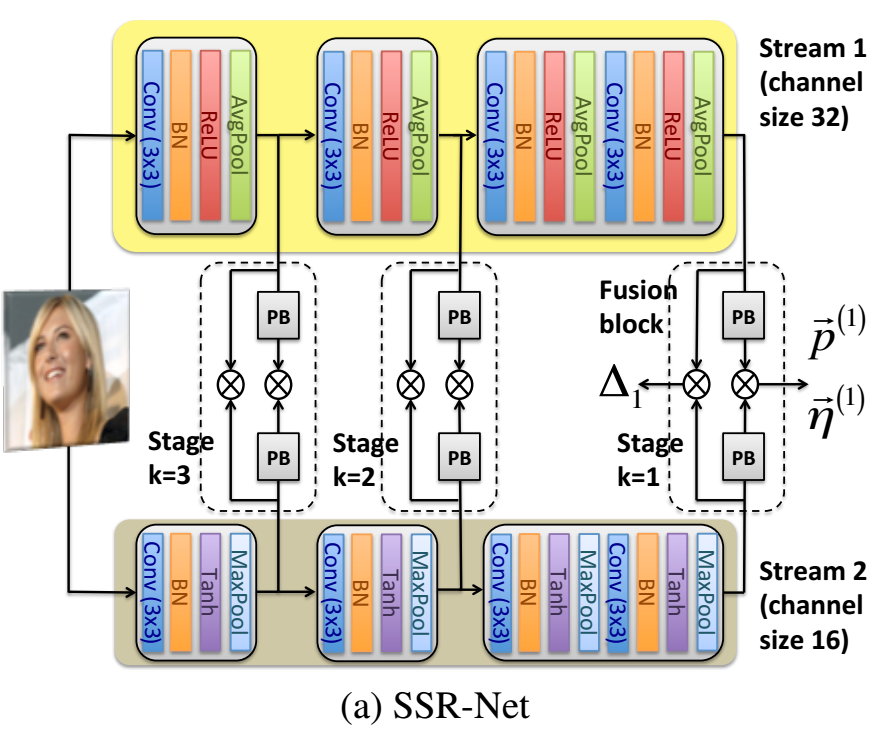 Conv (3x3)
BN
ReLU
AvgPool
Conv (3x3)
BN
ReLU
AvgPool
Conv (3x3)
BN
ReLU
AvgPool
Conv (3x3)
BN
ReLU
AvgPool
Stream 1
(channel
size 32)
PB
PB
Stage
k=3
PB
PB
Stage
k=2
Fusion
block
PB
PB
Stage
k=1
Δ₁
p⃗⁽¹⁾
η⃗⁽¹⁾
Conv (3x3)
BN
Tanh
MaxPool
Conv (3x3)
BN
Tanh
MaxPool
Conv (3x3)
BN
Tanh
MaxPool
Conv (3x3)
BN
Tanh
MaxPool
Stream 2
(channel
size 16)
(a) SSR-Net